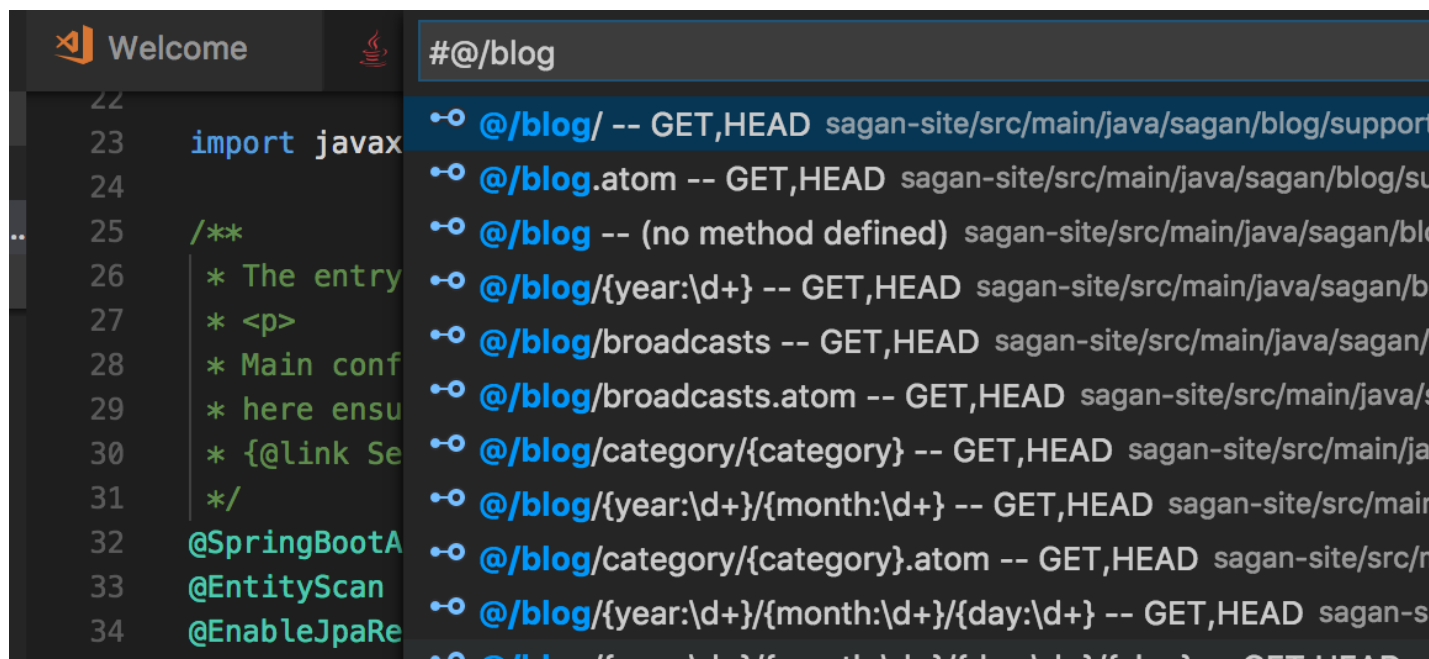 Welcome
#@/blog
@/blog/ -- GET,HEAD sagan-site/src/main/java/sagan/blog/support
@/blog.atom -- GET,HEAD sagan-site/src/main/java/sagan/blog/su
@/blog -- (no method defined) sagan-site/src/main/java/sagan/blo
@/blog/{year:\d+} -- GET,HEAD sagan-site/src/main/java/sagan/b
@/blog/broadcasts -- GET,HEAD sagan-site/src/main/java/sagan/
@/blog/broadcasts.atom -- GET,HEAD sagan-site/src/main/java/s
@/blog/category/{category} -- GET,HEAD sagan-site/src/main/ja
@/blog/{year:\d+}/{month:\d+} -- GET,HEAD sagan-site/src/main
@/blog/category/{category}.atom -- GET,HEAD sagan-site/src/m
@/blog/{year:\d+}/{month:\d+}/{day:\d+} -- GET,HEAD sagan-s
22
23 import javax
24
25 /**
26 * The entry
27 * <p>
28 * Main conf
29 * here ensu
30 * {@link Se
31 */
32 @SpringBootA
33 @EntityScan
34 @EnableJpaRe